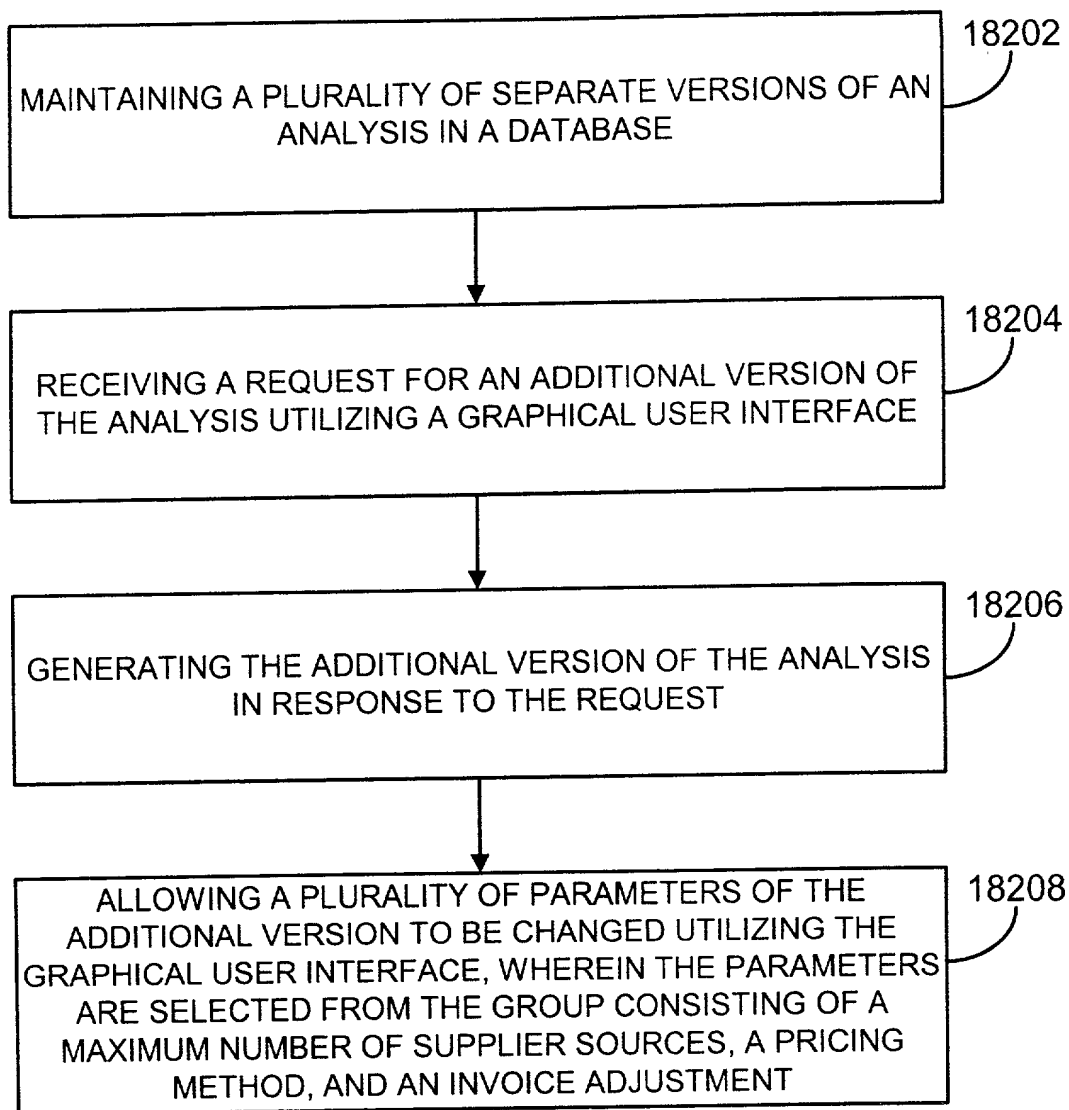 18202
MAINTAINING A PLURALITY OF SEPARATE VERSIONS OF AN
ANALYSIS IN A DATABASE
18204
RECEIVING A REQUEST FOR AN ADDITIONAL VERSION OF
THE ANALYSIS UTILIZING A GRAPHICAL USER INTERFACE
18206
GENERATING THE ADDITIONAL VERSION OF THE ANALYSIS
IN RESPONSE TO THE REQUEST
18208
ALLOWING A PLURALITY OF PARAMETERS OF THE
ADDITIONAL VERSION TO BE CHANGED UTILIZING THE
GRAPHICAL USER INTERFACE, WHEREIN THE PARAMETERS
ARE SELECTED FROM THE GROUP CONSISTING OF A
MAXIMUM NUMBER OF SUPPLIER SOURCES, A PRICING
METHOD, AND AN INVOICE ADJUSTMENT